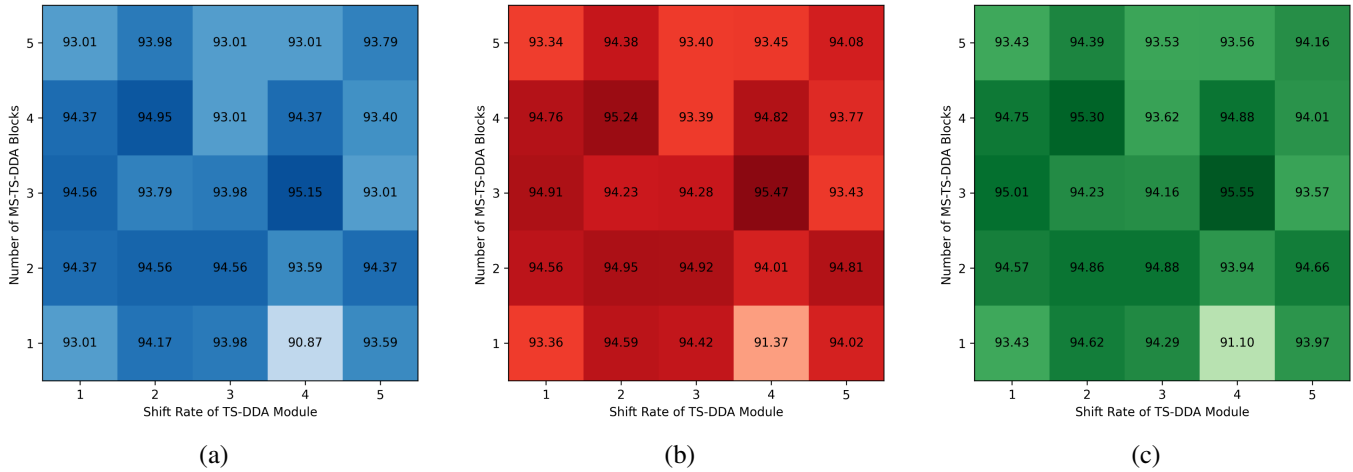 Number of MS-TS-DDA Blocks
5 93.01 93.98 93.01 93.01 93.79
4 94.37 94.95 93.01 94.37 93.40
3 94.56 93.79 93.98 95.15 93.01
2 94.37 94.56 94.56 93.59 94.37
1 93.01 94.17 93.98 90.87 93.59
1 2 3 4 5
Shift Rate of TS-DDA Module
(a)
Number of MS-TS-DDA Blocks
5 93.34 94.38 93.40 93.45 94.08
4 94.76 95.24 93.39 94.82 93.77
3 94.91 94.23 94.28 95.47 93.43
2 94.56 94.95 94.92 94.01 94.81
1 93.36 94.59 94.42 91.37 94.02
1 2 3 4 5
Shift Rate of TS-DDA Module
(b)
Number of MS-TS-DDA Blocks
5 93.43 94.39 93.53 93.56 94.16
4 94.75 95.30 93.62 94.88 94.01
3 95.01 94.23 94.16 95.55 93.57
2 94.57 94.86 94.88 93.94 94.66
1 93.43 94.62 94.29 91.10 93.97
1 2 3 4 5
Shift Rate of TS-DDA Module
(c)